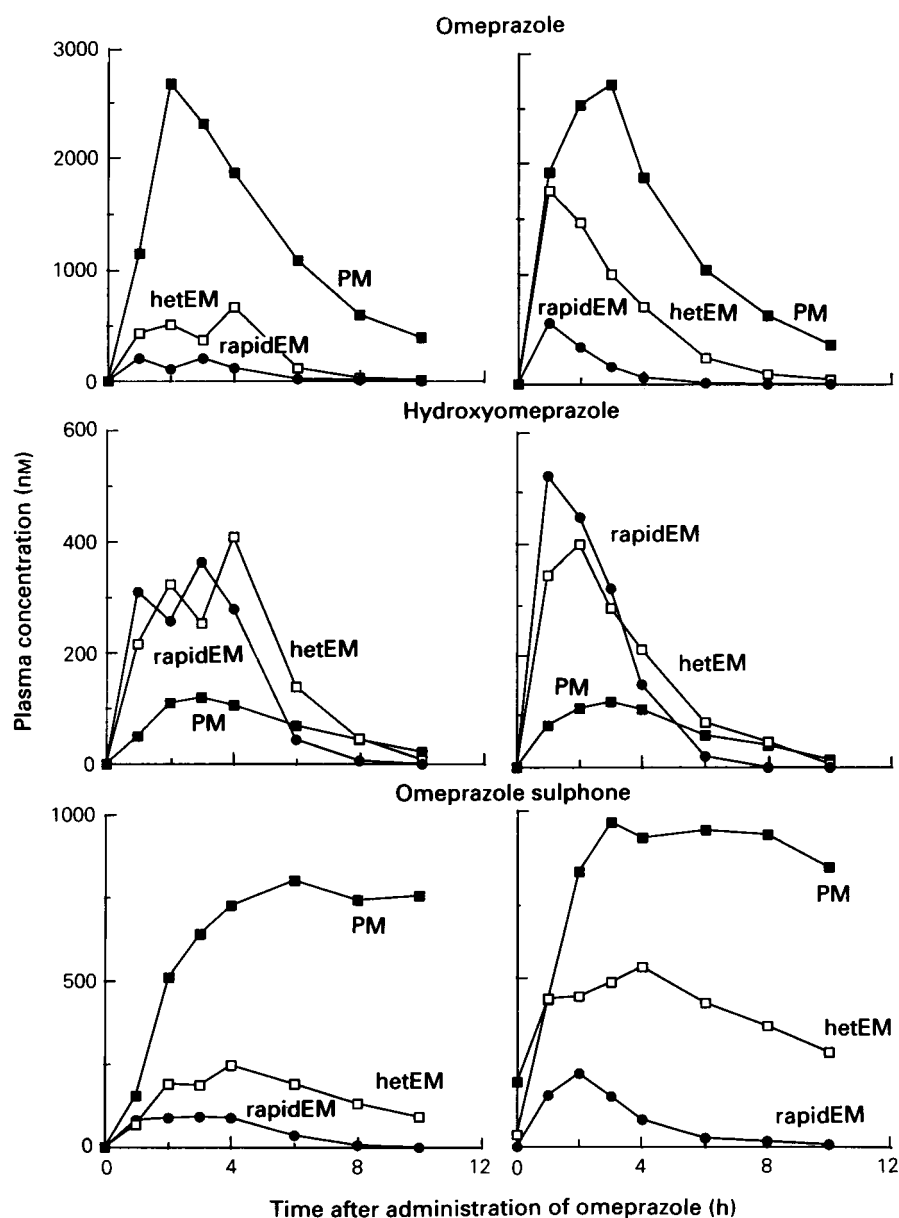 Omeprazole
3000
2000
1000
0
PM
hetEM
rapidEM
PM
hetEM
rapidEM
Hydroxyomeprazole
Plasma concentration (nM)
600
400
200
0
rapidEM
hetEM
PM
rapidEM
hetEM
PM
Omeprazole sulphone
1000
500
0
PM
hetEM
rapidEM
PM
hetEM
rapidEM
0 4 8 12 0 4 8 12
Time after administration of omeprazole (h)